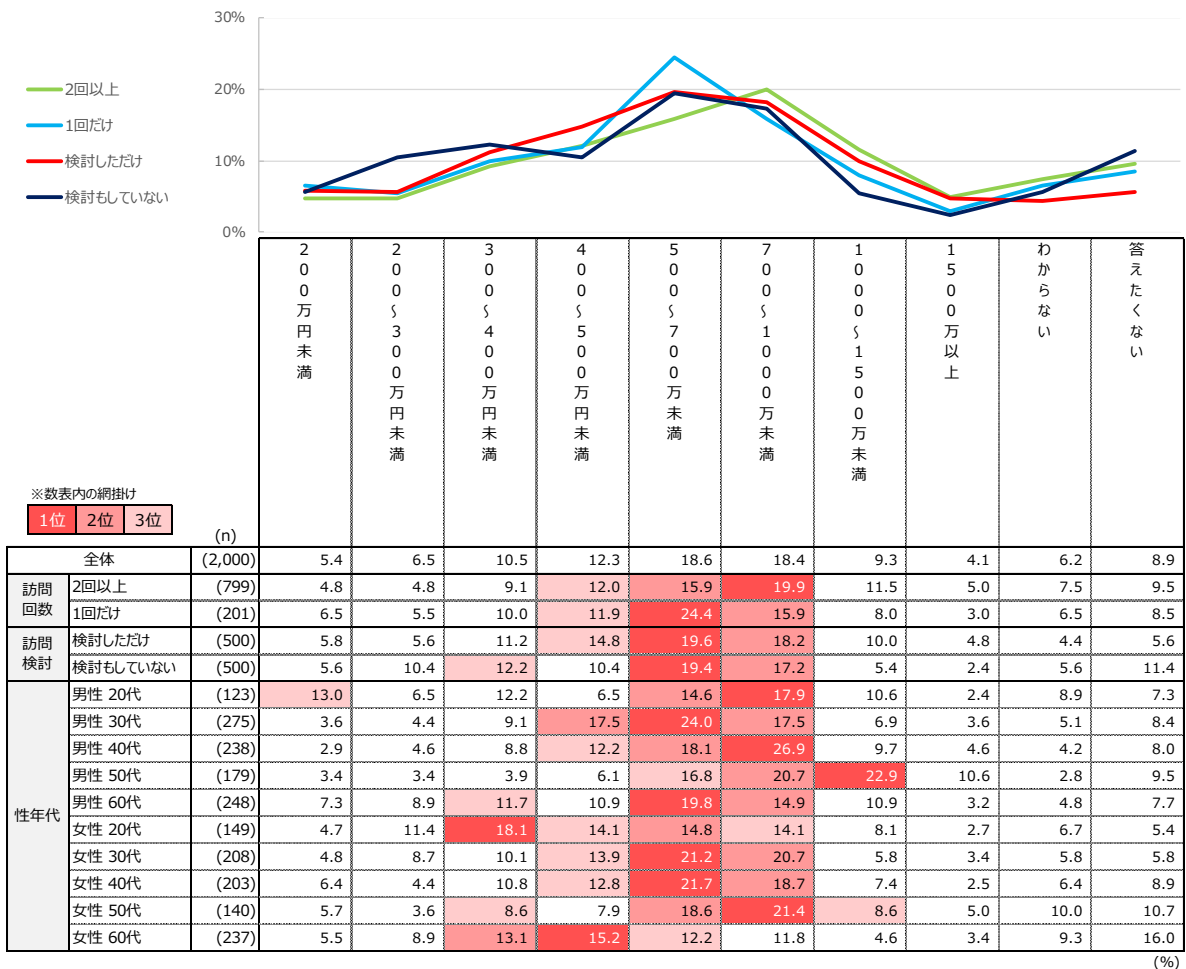 30%
20%
10%
0%
2回以上
1回だけ
検討しただけ
検討もしていない
200万円未満
200~300万円未満
300~400万円未満
400~500万円未満
500~700万未満
700~1000万未満
1000~1500万未満
1500万以上
わからない
答えたくない
※数表内の網掛け
1位 2位 3位
(n)
全体 (2,000) 5.4 6.5 10.5 12.3 18.6 18.4 9.3 4.1 6.2 8.9
訪問回数
2回以上 (799) 4.8 4.8 9.1 12.0 15.9 19.9 11.5 5.0 7.5 9.5
1回だけ (201) 6.5 5.5 10.0 11.9 24.4 15.9 8.0 3.0 6.5 8.5
訪問検討
検討しただけ (500) 5.8 5.6 11.2 14.8 19.6 18.2 10.0 4.8 4.4 5.6
検討もしていない (500) 5.6 10.4 12.2 10.4 19.4 17.2 5.4 2.4 5.6 11.4
性年代
男性 20代 (123) 13.0 6.5 12.2 6.5 14.6 17.9 10.6 2.4 8.9 7.3
男性 30代 (275) 3.6 4.4 9.1 17.5 24.0 17.5 6.9 3.6 5.1 8.4
男性 40代 (238) 2.9 4.6 8.8 12.2 18.1 26.9 9.7 4.6 4.2 8.0
男性 50代 (179) 3.4 3.4 3.9 6.1 16.8 20.7 22.9 10.6 2.8 9.5
男性 60代 (248) 7.3 8.9 11.7 10.9 19.8 14.9 10.9 3.2 4.8 7.7
女性 20代 (149) 4.7 11.4 18.1 14.1 14.8 14.1 8.1 2.7 6.7 5.4
女性 30代 (208) 4.8 8.7 10.1 13.9 21.2 20.7 5.8 3.4 5.8 5.8
女性 40代 (203) 6.4 4.4 10.8 12.8 21.7 18.7 7.4 2.5 6.4 8.9
女性 50代 (140) 5.7 3.6 8.6 7.9 18.6 21.4 8.6 5.0 10.0 10.7
女性 60代 (237) 5.5 8.9 13.1 15.2 12.2 11.8 4.6 3.4 9.3 16.0
(%)